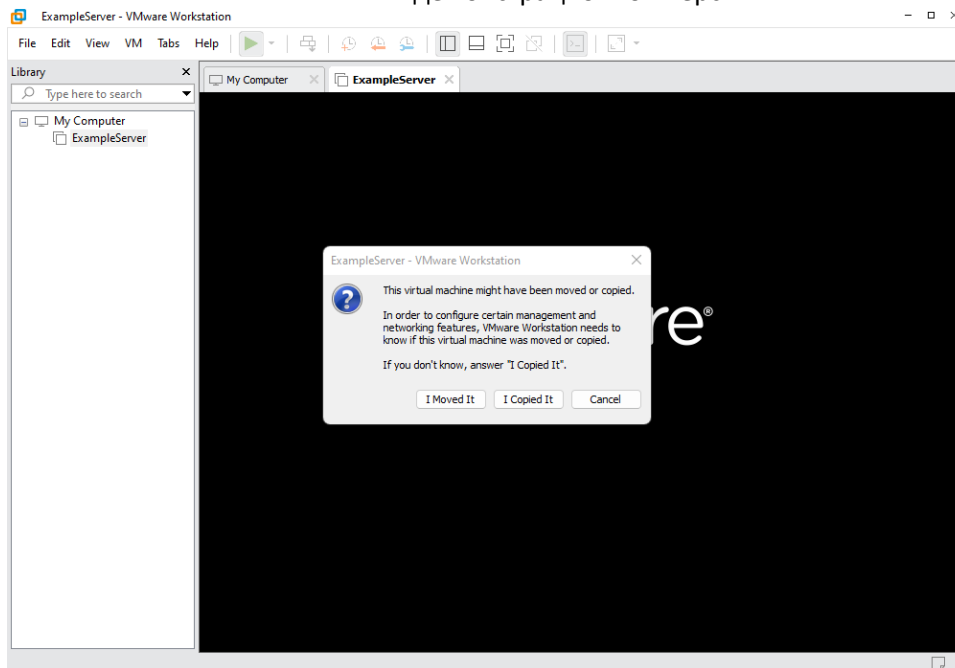 ExampleServer - VMware Workstation
File Edit View VM Tabs Help
Library
My Computer
ExampleServer
Type here to search
My Computer
ExampleServer
ExampleServer - VMware Workstation
This virtual machine might have been moved or copied.
In order to configure certain management and
networking features, VMware Workstation needs to
know if this virtual machine was moved or copied.
If you don't know, answer "I Copied It".
I Moved It
I Copied It
Cancel
re®